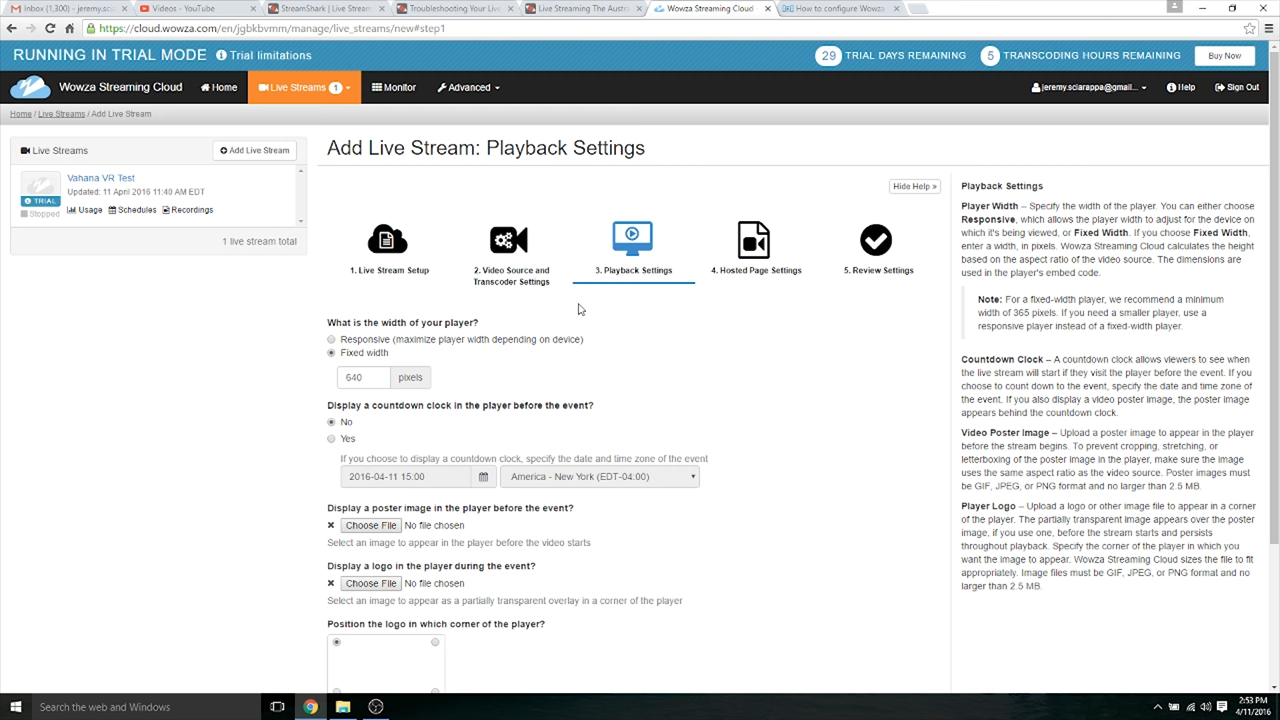 Inbox (1,300) - jeremy.sc
Videos - YouTube
StreamShark | Live Stream
Troubleshooting Your Live
Live Streaming The Austra
Wowza Streaming Cloud
How to configure Wowza
https://cloud.wowza.com/en/jgbkbvmm/manage/live_streams/new#step1
RUNNING IN TRIAL MODE Trial limitations 29 TRIAL DAYS REMAINING 5 TRANSCODING HOURS REMAINING Buy Now
Wowza Streaming Cloud Home Live Streams 1 Monitor Advanced jeremy.sciarappa@gmail... Help Sign Out
Home / Live Streams / Add Live Stream
Live Streams Add Live Stream
Vahana VR Test
Updated: 11 April 2016 11:40 AM EDT
TRIAL
Stopped
Usage Schedules Recordings
1 live stream total
Add Live Stream: Playback Settings
Hide Help »
1. Live Stream Setup
2. Video Source and
Transcoder Settings
3. Playback Settings
4. Hosted Page Settings
5. Review Settings
What is the width of your player?
Responsive (maximize player width depending on device)
Fixed width
640 pixels
Display a countdown clock in the player before the event?
No
Yes
If you choose to display a countdown clock, specify the date and time zone of the event
2016-04-11 15:00 America - New York (EDT-04:00)
Display a poster image in the player before the event?
Choose File No file chosen
Select an image to appear in the player before the video starts
Display a logo in the player during the event?
Choose File No file chosen
Select an image to appear as a partially transparent overlay in a corner of the player
Position the logo in which corner of the player?
Playback Settings
Player Width – Specify the width of the player. You can either choose
Responsive, which allows the player width to adjust for the device on
which it's being viewed, or Fixed Width. If you choose Fixed Width,
enter a width, in pixels. Wowza Streaming Cloud calculates the height
based on the aspect ratio of the video source. The dimensions are
used in the player's embed code.
Note: For a fixed-width player, we recommend a minimum
width of 365 pixels. If you need a smaller player, use a
responsive player instead of a fixed-width player.
Countdown Clock – A countdown clock allows viewers to see when
the live stream will start if they visit the player before the event. If you
choose to count down to the event, specify the date and time zone of
the event. If you also display a video poster image, the poster image
appears behind the countdown clock.
Video Poster Image – Upload a poster image to appear in the player
before the stream begins. To prevent cropping, stretching, or
letterboxing of the poster image in the player, make sure the image
uses the same aspect ratio as the video source. Poster images must
be GIF, JPEG, or PNG format and no larger than 2.5 MB.
Player Logo – Upload a logo or other image file to appear in a corner
of the player. The partially transparent image appears over the poster
image, if you use one, before the stream starts and persists
throughout playback. Specify the corner of the player in which you
want the image to appear. Wowza Streaming Cloud sizes the file to fit
appropriately. Image files must be GIF, JPEG, or PNG format and no
larger than 2.5 MB.
Search the web and Windows
2:53 PM
4/11/2016